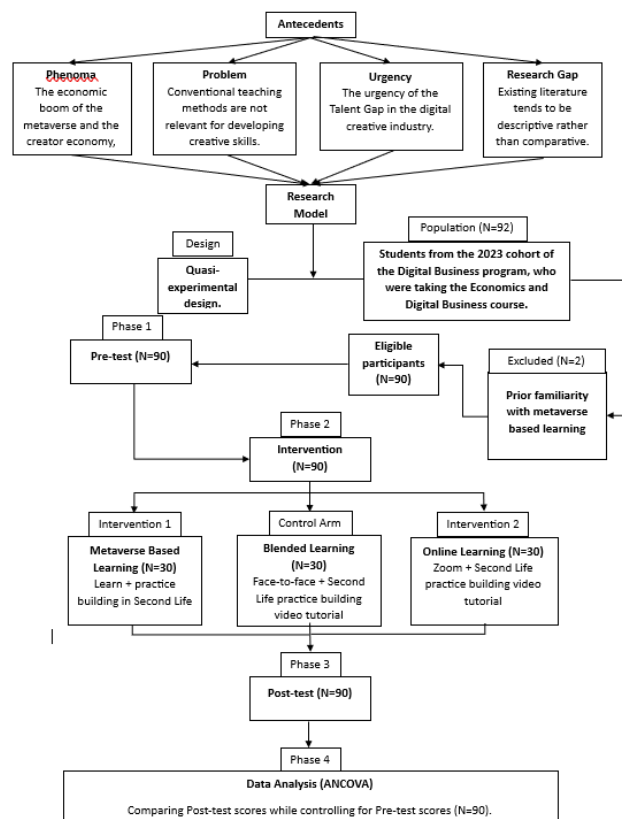 Antecedents
Phenoma
The economic
boom of the
metaverse and the
creator economy,
Problem
Conventional teaching
methods are not
relevant for developing
creative skills.
Urgency
The urgency of the
Talent Gap in the digital
creative industry.
Research Gap
Existing literature
tends to be
descriptive rather
than comparative.
Research
Model
Design
Quasi-
experimental
design.
Population (N=92)
Students from the 2023 cohort
of the Digital Business program, who
were taking the Economics and
Digital Business course.
Phase 1
Pre-test (N=90)
Eligible
participants
(N=90)
Excluded (N=2)
Prior familiarity
with metaverse
based learning
Phase 2
Intervention
(N=90)
Intervention 1
Metaverse Based
Learning (N=30)
Learn + practice
building in Second Life
Control Arm
Blended Learning
(N=30)
Face-to-face + Second
Life practice building
video tutorial
Intervention 2
Online Learning (N=30)
Zoom + Second Life
practice building video
tutorial
Phase 3
Post-test (N=90)
Phase 4
Data Analysis (ANCOVA)
Comparing Post-test scores while controlling for Pre-test scores (N=90).